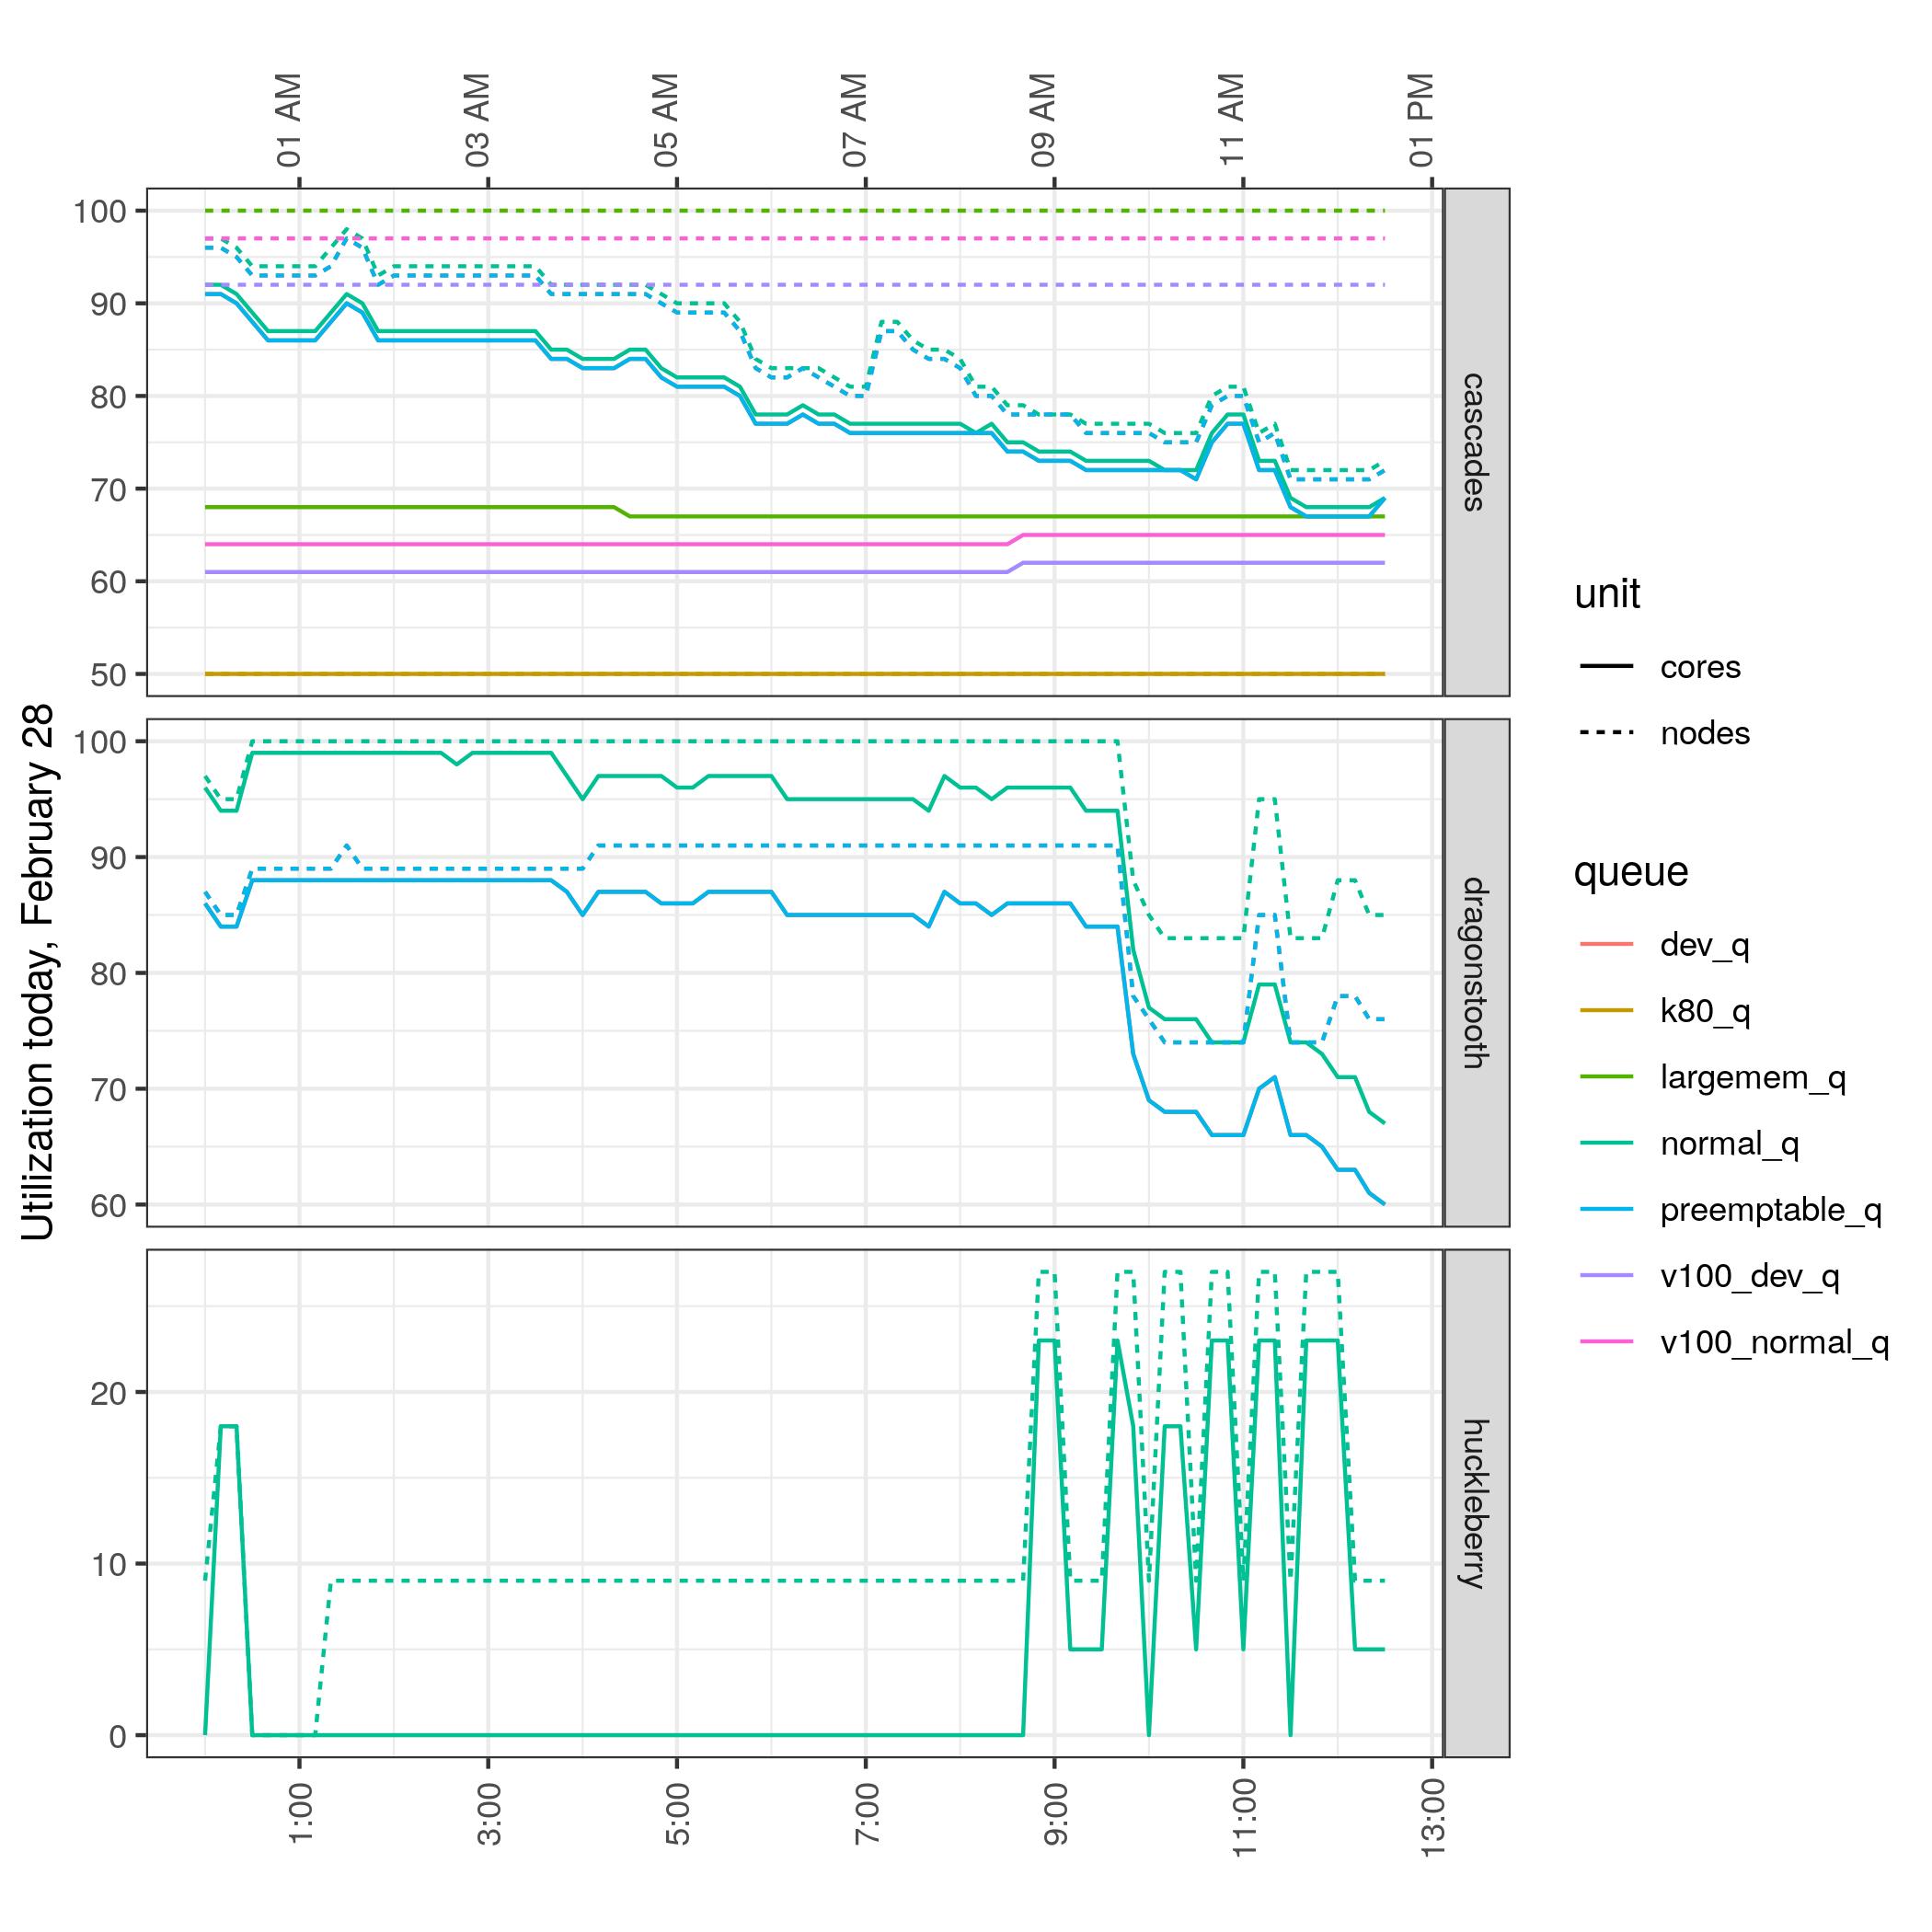 01 AM
03 AM
05 AM
07 AM
09 AM
11 AM
01 PM
Utilization today, February 28
100
90
80
70
60
50
cascades
100
90
80
70
60
dragonstooth
20
10
0
huckleberry
1:00
3:00
5:00
7:00
9:00
11:00
13:00
unit
cores
nodes
queue
dev_q
k80_q
largemem_q
normal_q
preemptable_q
v100_dev_q
v100_normal_q